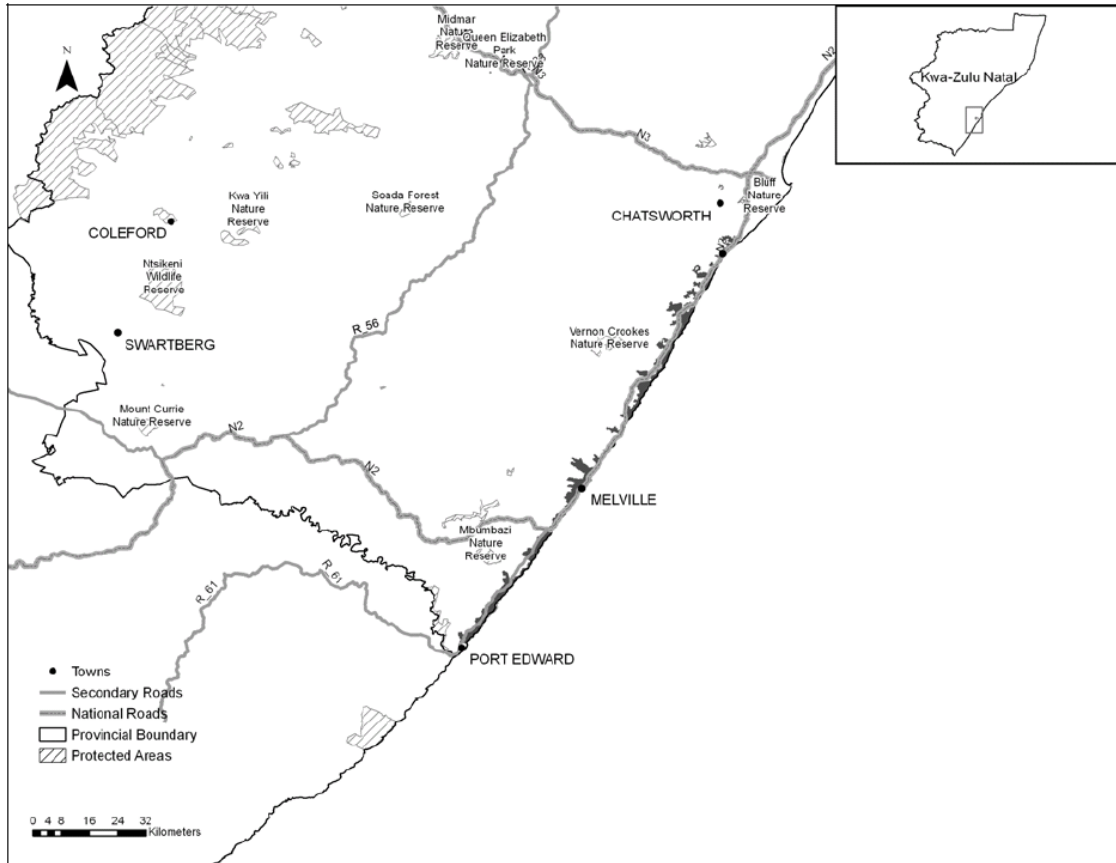 Midmar
Nature
Reserve
Queen Elizabeth
Park
Nature Reserve
N3
N2
Kwa-Zulu Natal
N
N3
Kwa Yili
Nature
Reserve
Soada Forest
Nature Reserve
Bluff
Nature
Reserve
CHATSWORTH
COLEFORD
Ntsikeni
Wildlife
Reserve
R_56
Vernon Crookes
Nature Reserve
SWARTBERG
Mount Currie
Nature Reserve
N2
N2
MELVILLE
Mbumbazi
Nature
Reserve
R_61
R_61
PORT EDWARD
Towns
Secondary Roads
National Roads
Provincial Boundary
Protected Areas
0 4 8 16 24 32
Kilometers